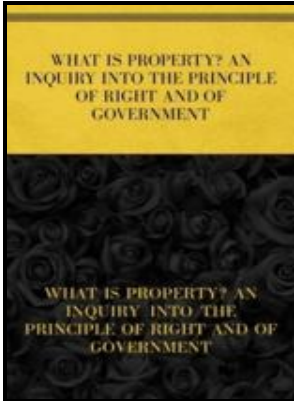 WHAT IS PROPERTY? AN
INQUIRY INTO THE PRINCIPLE
OF RIGHT AND OF
GOVERNMENT
WHAT IS PROPERTY? AN
INQUIRY INTO THE
PRINCIPLE OF RIGHT AND OF
GOVERNMENT